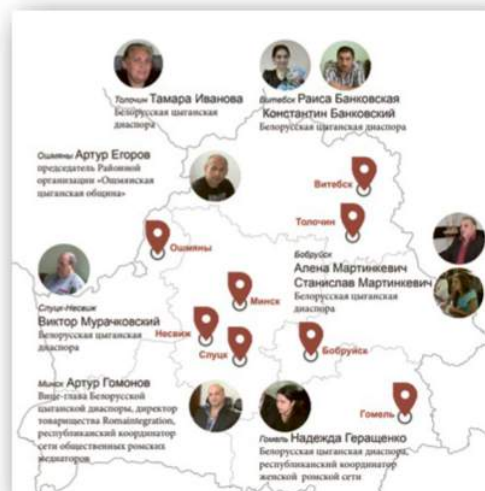 Толочин Тамара Иванова
Белорусская цыганская
диаспора
Витебск Раиса Банковская
Константин Банковский
Белорусская цыганская диаспора
Ошмяны Артур Егоров
председатель Районной
организации «Ошмянская
цыганская община»
Витебск
Толочин
Ошмяны
Бобруйск
Алена Мартинкевич
Станислав Мартинкевич
Белорусская цыганская
диаспора
Слуцк-Несвиж
Виктор Мурачковский
Белорусская цыганская
диаспора
Минск
Несвиж
Слуцк
Бобруйск
Минск Артур Гомонов
Вице-глава Белорусской
цыганской диаспоры, директор
товарищества Romaintegration,
республиканский координатор
сети общественных ромских
медиаторов
Гомель
Гомель Надежда Геращенко
Белорусская цыганская диаспора,
республиканский координатор
женской ромской сети